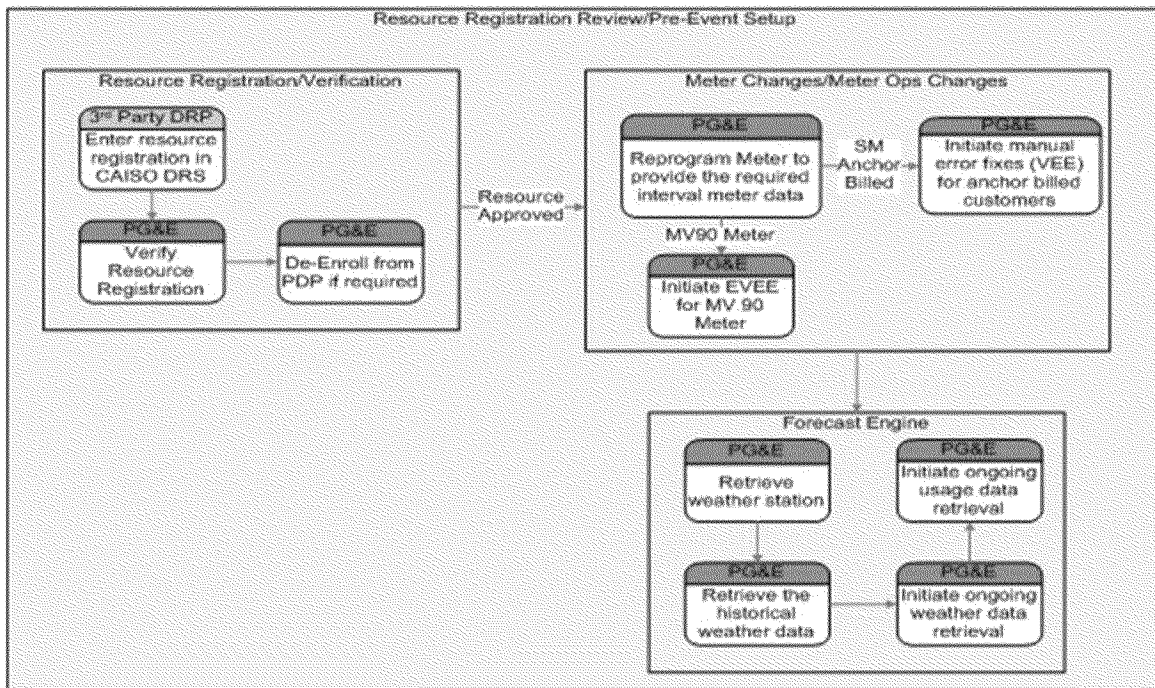 Resource Registration Review/Pre-Event Setup
Resource Registration/Verification
3rd Party DRP
Enter resource
registration in
CAISO DRS
PG&E
Verify
Resource
Registration
PG&E
De-Enroll from
PDP if required
Resource
Approved
Meter Changes/Meter Ops Changes
PG&E
Reprogram Meter to
provide the required
interval meter data
SM
Anchor
Billed
PG&E
Initiate manual
error fixes (VEE)
for anchor billed
customers
MV90 Meter
PG&E
Initiate EVEE
for MV 90
Meter
Forecast Engine
PG&E
Retrieve
weather station
PG&E
Retrieve the
historical
weather data
PG&E
Initiate ongoing
weather data
retrieval
PG&E
Initiate ongoing
usage data
retrieval